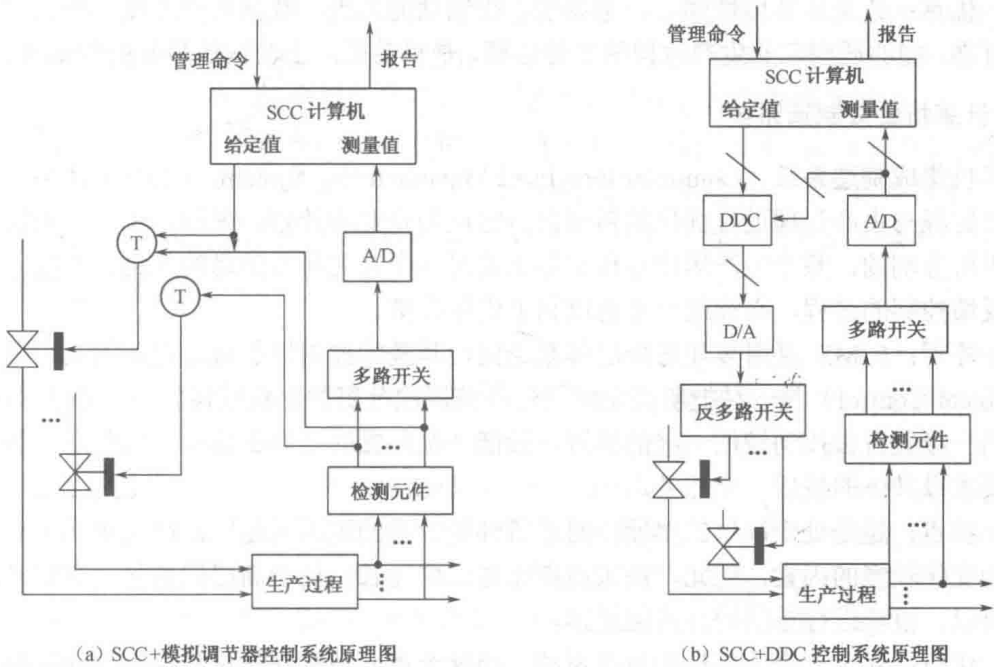 管理命令
报告
SCC 计算机
给定值
测量值
T
T
A/D
多路开关
...
...
检测元件
...
生产过程
...
(a) SCC+模拟调节器控制系统原理图
管理命令
报告
SCC 计算机
给定值
测量值
DDC
A/D
D/A
多路开关
反多路开关
...
...
检测元件
...
生产过程
...
(b) SCC+DDC 控制系统原理图